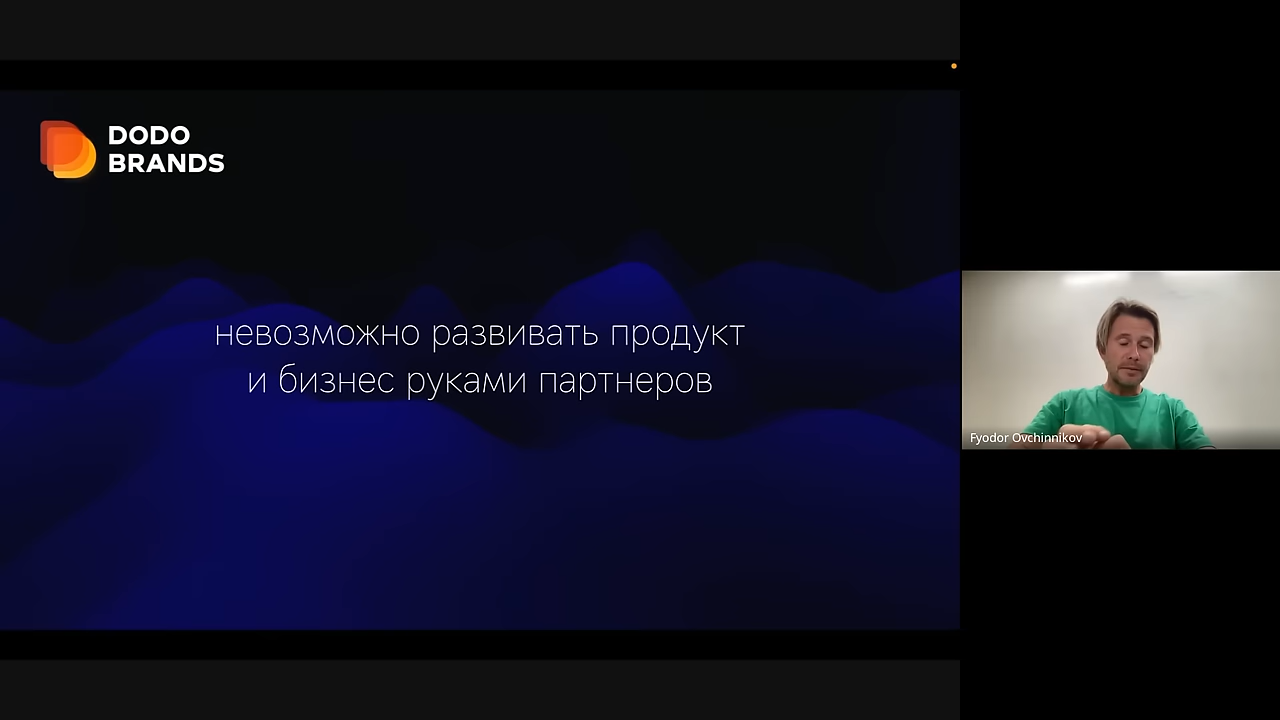 DODO
BRANDS
невозможно развивать продукт
и бизнес руками партнеров
Fyodor Ovchinnikov